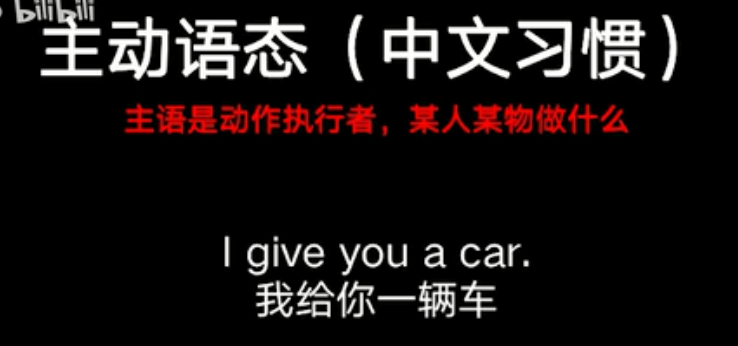 bilibili
主动语态（中文习惯）
主语是动作执行者，某人某物做什么
I give you a car.
我给你一辆车